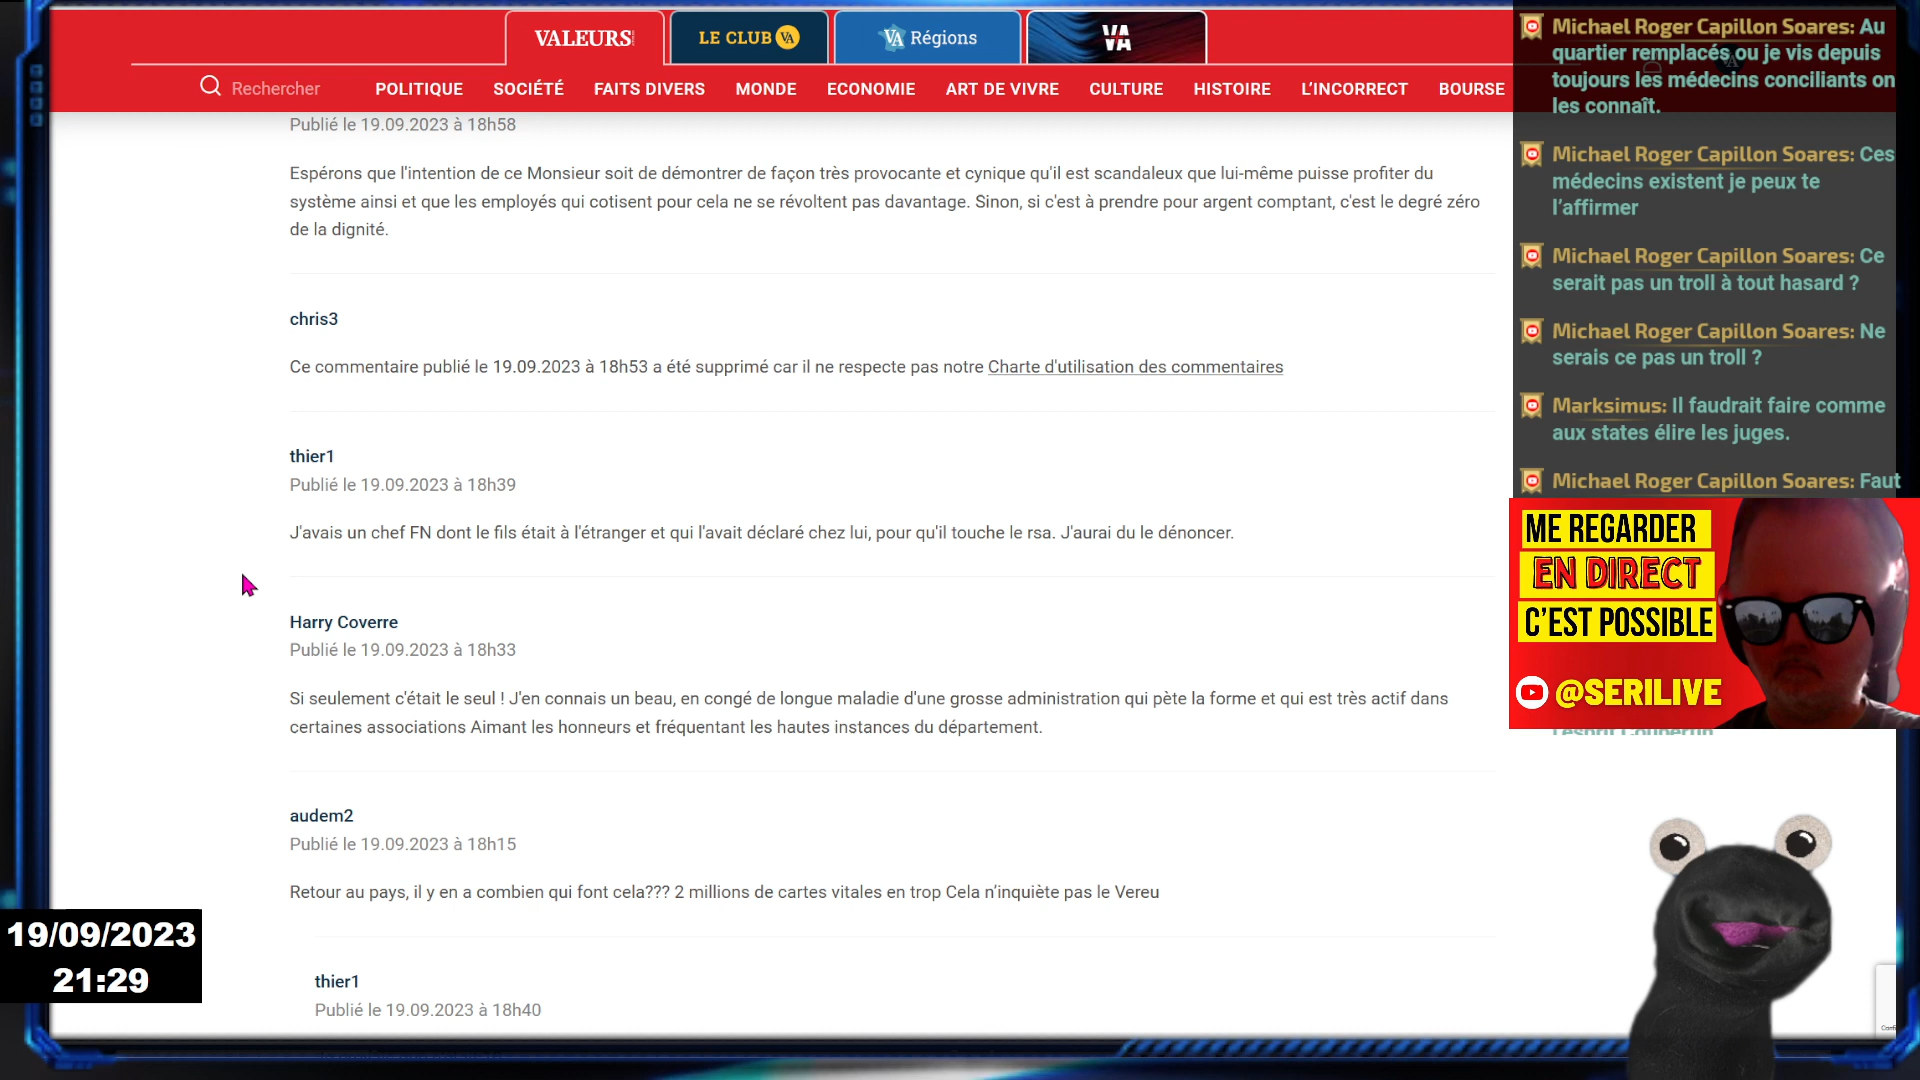 VALEURS
LE CLUB VA
VA Régions
VA
Rechercher
POLITIQUE
SOCIÉTÉ
FAITS DIVERS
MONDE
ECONOMIE
ART DE VIVRE
CULTURE
HISTOIRE
L'INCORRECT
BOURSE
Publié le 19.09.2023 à 18h58
Espérons que l'intention de ce Monsieur soit de démontrer de façon très provocante et cynique qu'il est scandaleux que lui-même puisse profiter du
système ainsi et que les employés qui cotisent pour cela ne se révoltent pas davantage. Sinon, si c'est à prendre pour argent comptant, c'est le degré zéro
de la dignité.
chris3
Ce commentaire publié le 19.09.2023 à 18h53 a été supprimé car il ne respecte pas notre Charte d'utilisation des commentaires
thier1
Publié le 19.09.2023 à 18h39
J'avais un chef FN dont le fils était à l'étranger et qui l'avait déclaré chez lui, pour qu'il touche le rsa. J'aurai du le dénoncer.
Harry Coverre
Publié le 19.09.2023 à 18h33
Si seulement c'était le seul ! J'en connais un beau, en congé de longue maladie d'une grosse administration qui pète la forme et qui est très actif dans
certaines associations Aimant les honneurs et fréquentant les hautes instances du département.
audem2
Publié le 19.09.2023 à 18h15
Retour au pays, il y en a combien qui font cela??? 2 millions de cartes vitales en trop Cela n'inquiète pas le Vereu
thier1
Publié le 19.09.2023 à 18h40
Michael Roger Capillon Soares: Au
quartier remplacés ou je vis depuis
toujours les médecins conciliants on
les connaît.
Michael Roger Capillon Soares: Ces
médecins existent je peux te
l'affirmer
Michael Roger Capillon Soares: Ce
serait pas un troll à tout hasard ?
Michael Roger Capillon Soares: Ne
serais ce pas un troll ?
Marksimus: Il faudrait faire comme
aux states élire les juges.
Michael Roger Capillon Soares: Faut
ME REGARDER
EN DIRECT
C'EST POSSIBLE
@SERILIVE
19/09/2023
21:29